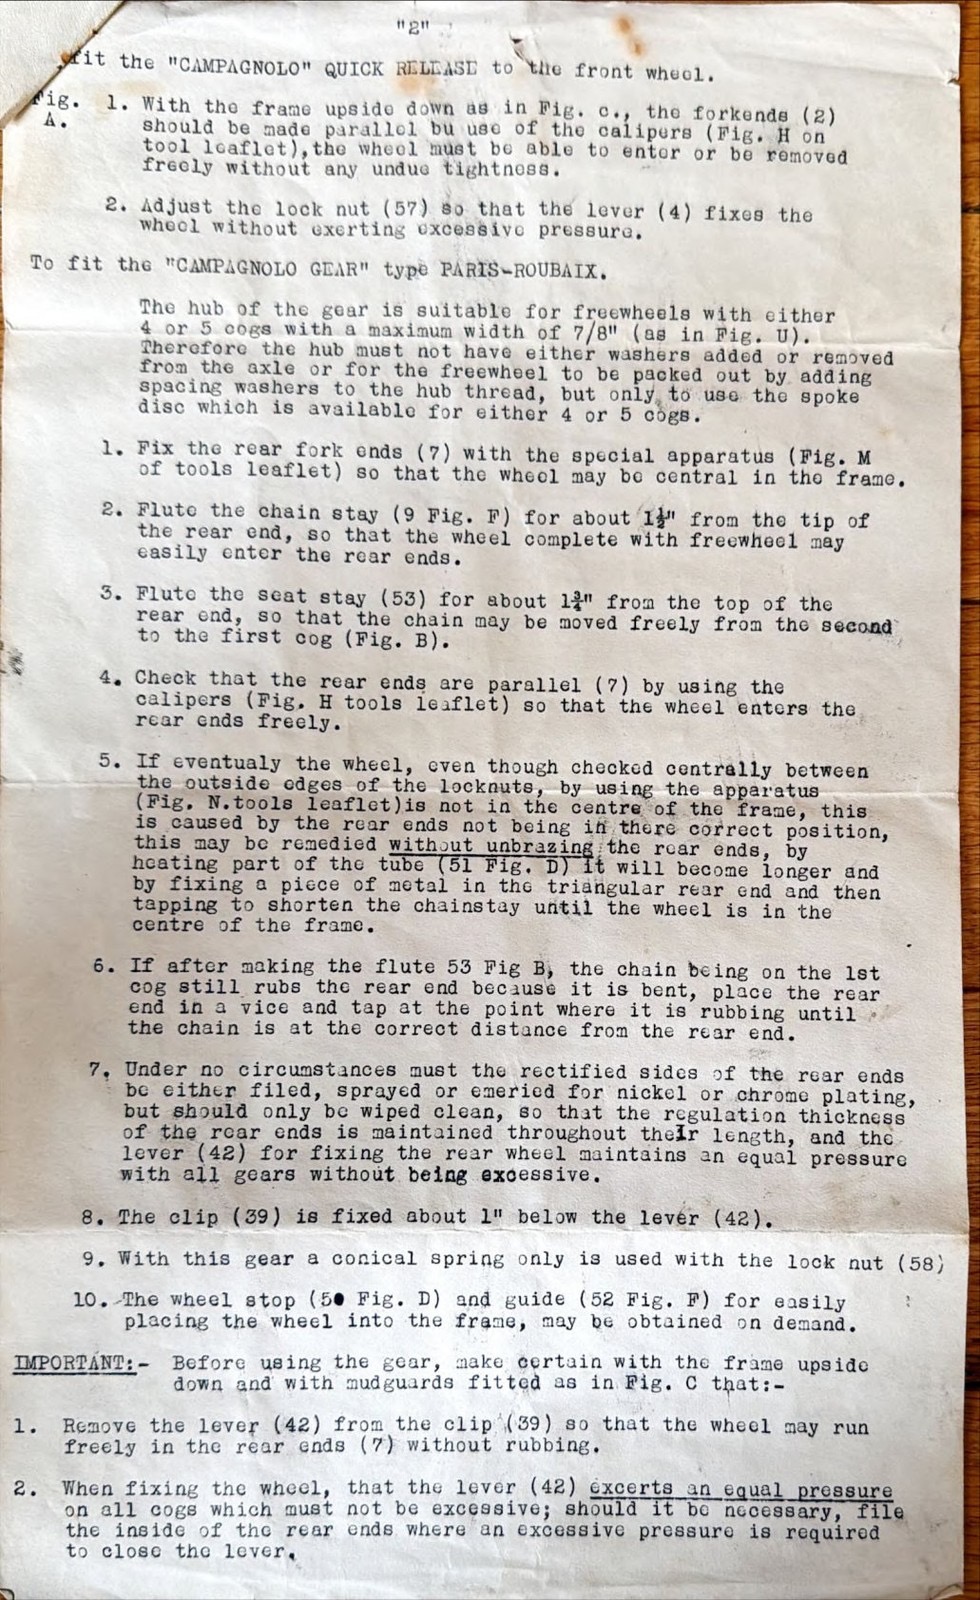 "2"
fit the "CAMPAGNOLO" QUICK RELEASE to the front wheel.
Fig. 1. With the frame upside down as in Fig. c., the forkends (2)
A. should be made parallel bu use of the calipers (Fig. H on
tool leaflet),the wheel must be able to enter or be removed
freely without any undue tightness.
2. Adjust the lock nut (57) so that the lever (4) fixes the
wheel without exerting excessive pressure.
To fit the "CAMPAGNOLO GEAR" type PARIS-ROUBAIX.
The hub of the gear is suitable for freewheels with either
4 or 5 cogs with a maximum width of 7/8" (as in Fig. U).
Therefore the hub must not have either washers added or removed
from the axle or for the freewheel to be packed out by adding
spacing washers to the hub thread, but only to use the spoke
disc which is available for either 4 or 5 cogs.
1. Fix the rear fork ends (7) with the special apparatus (Fig. M
of tools leaflet) so that the wheel may be central in the frame.
2. Flute the chain stay (9 Fig. F) for about 1½" from the tip of
the rear end, so that the wheel complete with freewheel may
easily enter the rear ends.
3. Flute the seat stay (53) for about 1¾" from the top of the
rear end, so that the chain may be moved freely from the second
to the first cog (Fig. B).
4. Check that the rear ends are parallel (7) by using the
calipers (Fig. H tools leaflet) so that the wheel enters the
rear ends freely.
5. If eventualy the wheel, even though checked centrally between
the outside edges of the locknuts, by using the apparatus
(Fig. N.tools leaflet)is not in the centre of the frame, this
is caused by the rear ends not being in there correct position,
this may be remedied without unbrazing the rear ends, by
heating part of the tube (51 Fig. D) it will become longer and
by fixing a piece of metal in the triangular rear end and then
tapping to shorten the chainstay until the wheel is in the
centre of the frame.
6. If after making the flute 53 Fig B, the chain being on the 1st
cog still rubs the rear end because it is bent, place the rear
end in a vice and tap at the point where it is rubbing until
the chain is at the correct distance from the rear end.
7. Under no circumstances must the rectified sides of the rear ends
be either filed, sprayed or emeried for nickel or chrome plating,
but should only be wiped clean, so that the regulation thickness
of the rear ends is maintained throughout their length, and the
lever (42) for fixing the rear wheel maintains an equal pressure
with all gears without being excessive.
8. The clip (39) is fixed about 1" below the lever (42).
9. With this gear a conical spring only is used with the lock nut (58)
10. The wheel stop (50 Fig. D) and guide (52 Fig. F) for easily
placing the wheel into the frame, may be obtained on demand.
IMPORTANT:- Before using the gear, make certain with the frame upside
down and with mudguards fitted as in Fig. C that:-
1. Remove the lever (42) from the clip (39) so that the wheel may run
freely in the rear ends (7) without rubbing.
2. When fixing the wheel, that the lever (42) excerts an equal pressure
on all cogs which must not be excessive; should it be necessary, file
the inside of the rear ends where an excessive pressure is required
to close the lever.